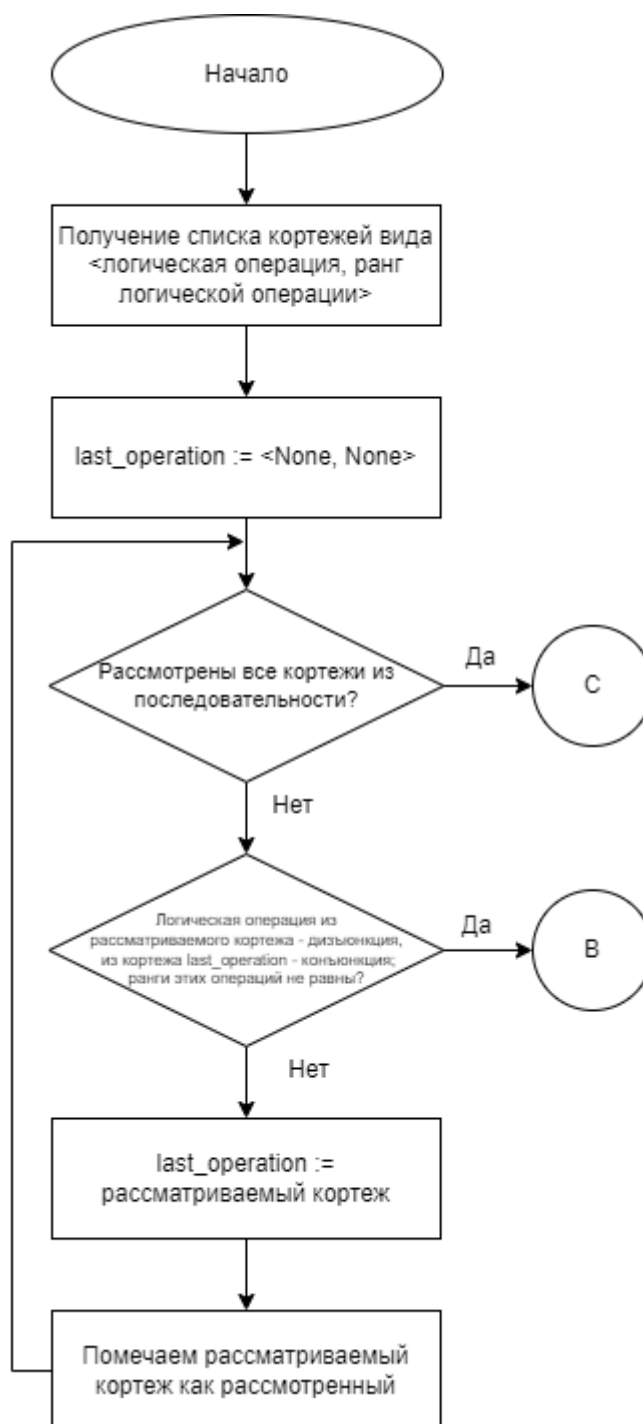 Начало
Получение списка кортежей вида
<логическая операция, ранг
логической операции>
last_operation := <None, None>
Рассмотрены все кортежи из
последовательности?
Да
C
Нет
Логическая операция из
рассматриваемого кортежа - дизъюнкция,
из кортежа last_operation - конъюнкция;
ранги этих операций не равны?
Да
B
Нет
last_operation :=
рассматриваемый кортеж
Помечаем рассматриваемый
кортеж как рассмотренный